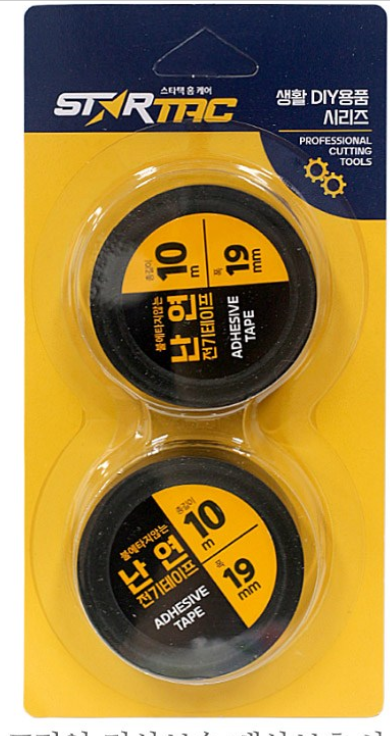 스타택 홈 케어
STARTAC
생활 DIY용품
시리즈
PROFESSIONAL
CUTTING
TOOLS
총길이
10
m
폭
19
mm
불에타지않는
난연
전기테이프
ADHESIVE
TAPE
총길이
10
m
폭
19
mm
불에타지않는
난연
전기테이프
ADHESIVE
TAPE